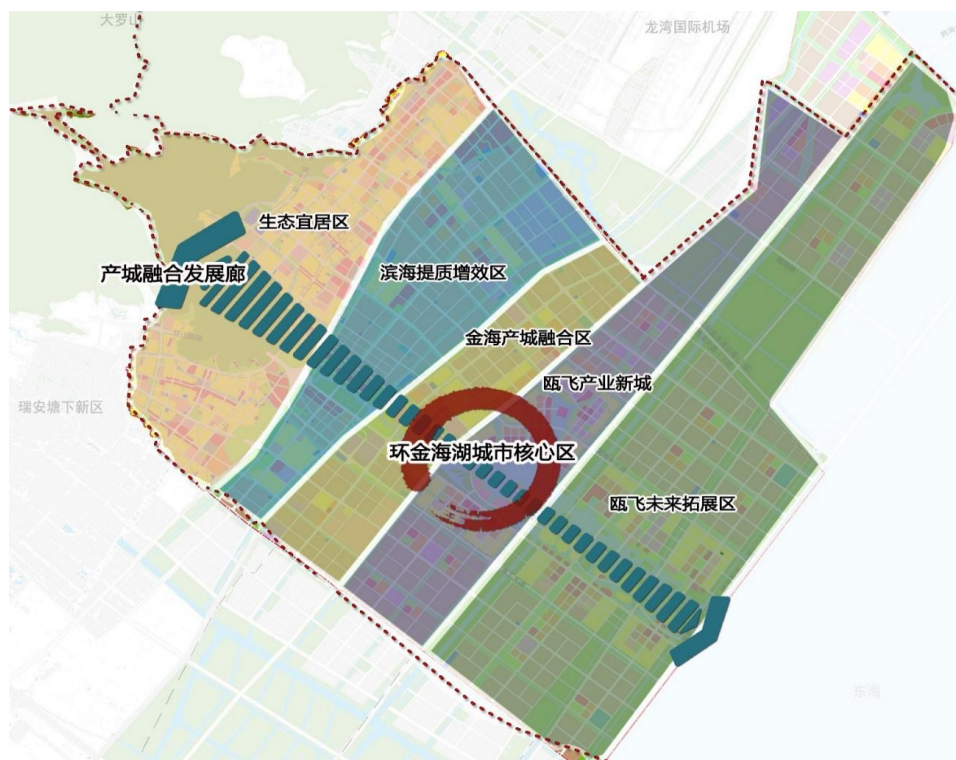 大罗山
龙湾国际机场
生态宜居区
产城融合发展廊
滨海提质增效区
金海产城融合区
瑞安塘下新区
瓯飞产业新城
环金海湖城市核心区
瓯飞未来拓展区
东海